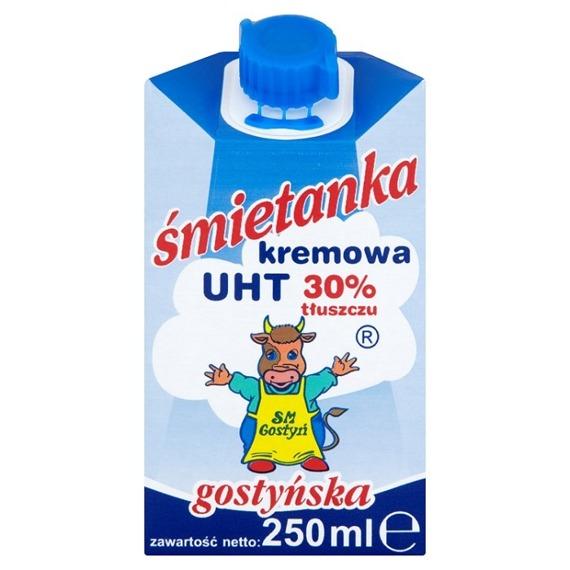 śmietanka
kremowa
UHT 30%
tłuszczu
®
SM
Gostyń
gostyńska
zawartość netto: 250 ml ℮